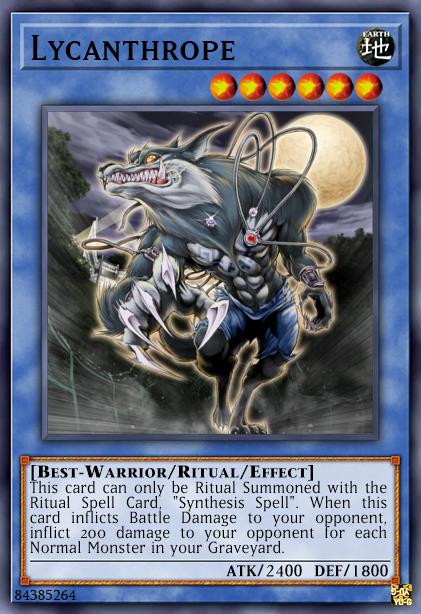 LYCANTHROPE
EARTH
地
[BEST-WARRIOR/RITUAL/EFFECT]
This card can only be Ritual Summoned with the
Ritual Spell Card, "Synthesis Spell". When this
card inflicts Battle Damage to your opponent,
inflict 200 damage to your opponent for each
Normal Monster in your Graveyard.
ATK/2400 DEF/1800
84385264